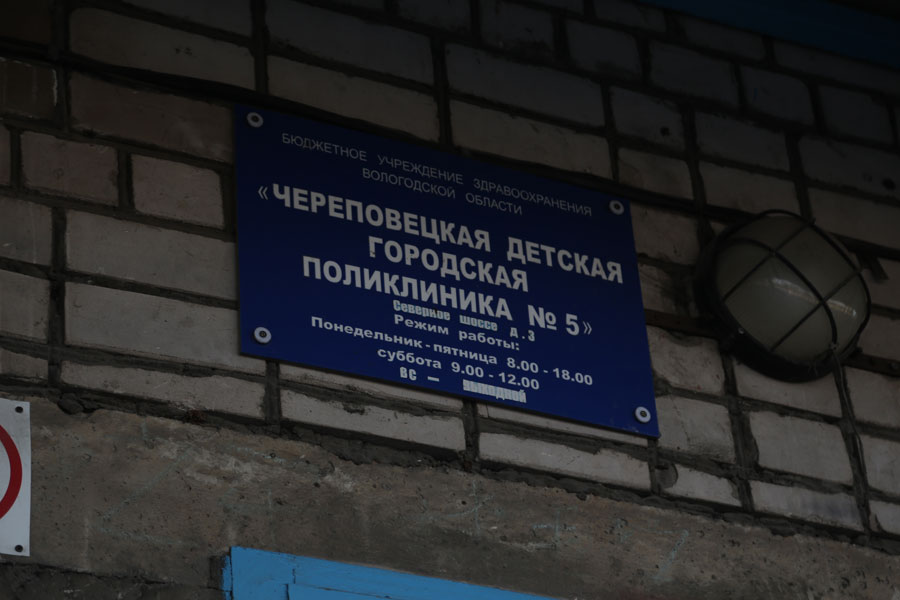 БЮДЖЕТНОЕ УЧРЕЖДЕНИЕ ЗДРАВООХРАНЕНИЯ
ВОЛОГОДСКОЙ ОБЛАСТИ
«ЧЕРЕПОВЕЦКАЯ ДЕТСКАЯ
ГОРОДСКАЯ
ПОЛИКЛИНИКА № 5»
Северное шоссе д.3
Режим работы:
Понедельник - пятница 8.00 - 18.00
суббота 9.00 - 12.00
ВС – выходной